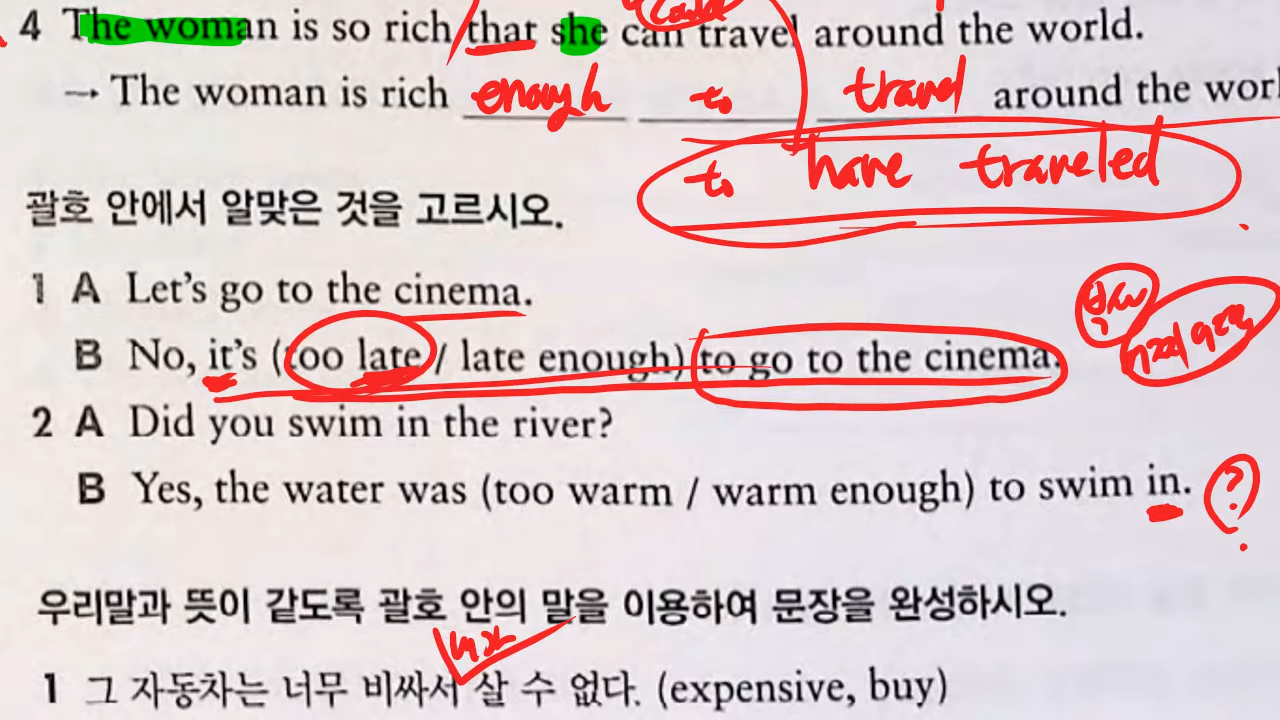 could
4 The woman is so rich that she can travel around the world.
→ The woman is rich enough to travel around the worl
to have traveled
괄호 안에서 알맞은 것을 고르시오.
1 A Let's go to the cinema.
B No, it's (too late / late enough) to go to the cinema.
부사
2 A Did you swim in the river?
B Yes, the water was (too warm / warm enough) to swim in. ?
우리말과 뜻이 같도록 괄호 안의 말을 이용하여 문장을 완성하시오.
1 그 자동차는 너무 비싸서 살 수 없다. (expensive, buy)